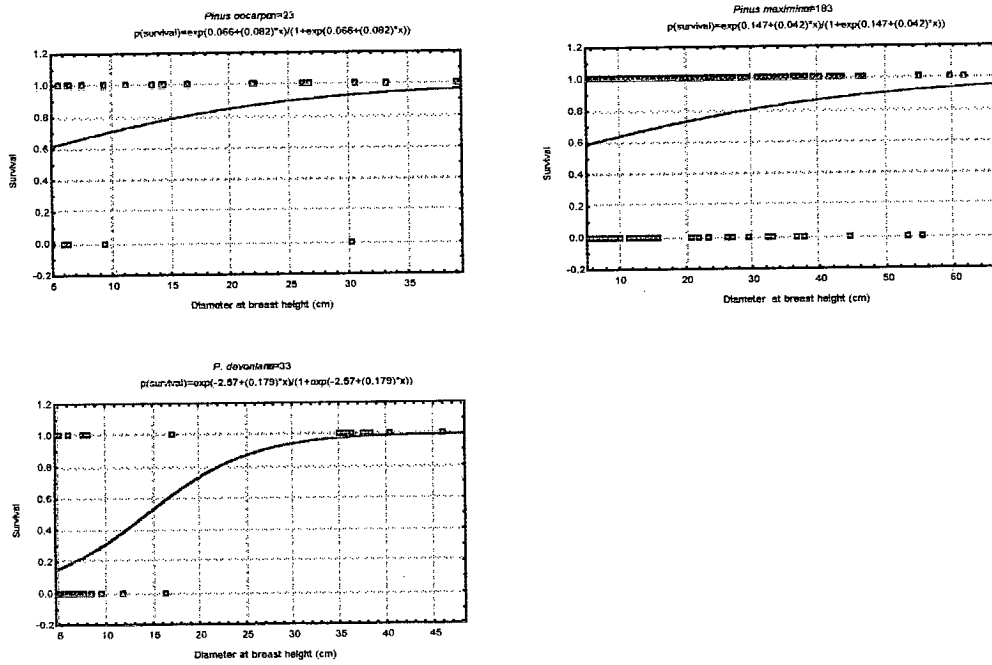 Pinus oocarpan=23
p(survival)=exp(0.066+(0.082)*x)/(1+exp(0.066+(0.082)*x))
1.2
1.0
0.8
0.6
0.4
0.2
0.0
-0.2
Survival
5 10 15 20 25 30 35
Diameter at breast height (cm)
Pinus maximinon=183
p(survival)=exp(0.147+(0.042)*x)/(1+exp(0.147+(0.042)*x))
1.2
1.0
0.8
0.6
0.4
0.2
0.0
-0.2
Survival
10 20 30 40 50 60
Diameter at breast height (cm)
P. devonian=33
p(survival)=exp(-2.57+(0.179)*x)/(1+exp(-2.57+(0.179)*x))
1.2
1.0
0.8
0.6
0.4
0.2
0.0
-0.2
Survival
5 10 15 20 25 30 35 40 45
Diameter at breast height (cm)